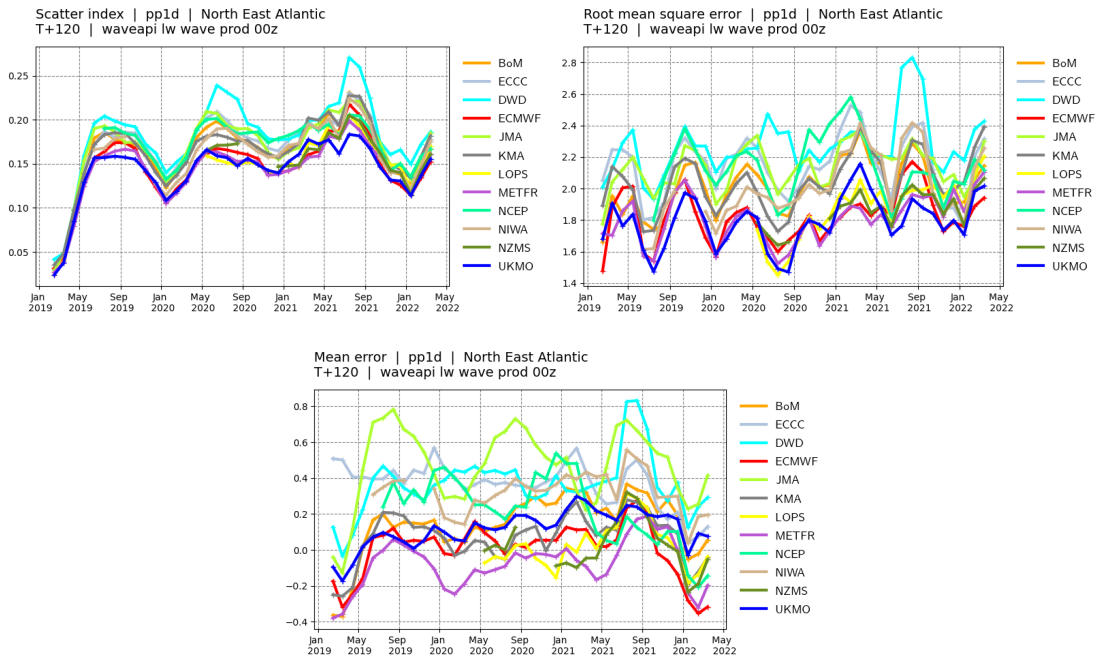 Scatter index | pp1d | North East Atlantic
T+120 | waveapi lw wave prod 00z
0.25
0.20
0.15
0.10
0.05
Jan 2019
May 2019
Sep 2019
Jan 2020
May 2020
Sep 2020
Jan 2021
May 2021
Sep 2021
Jan 2022
May 2022
BoM
ECCC
DWD
ECMWF
JMA
KMA
LOPS
METFR
NCEP
NIWA
NZMS
UKMO
Root mean square error | pp1d | North East Atlantic
T+120 | waveapi lw wave prod 00z
2.8
2.6
2.4
2.2
2.0
1.8
1.6
1.4
Jan 2019
May 2019
Sep 2019
Jan 2020
May 2020
Sep 2020
Jan 2021
May 2021
Sep 2021
Jan 2022
May 2022
BoM
ECCC
DWD
ECMWF
JMA
KMA
LOPS
METFR
NCEP
NIWA
NZMS
UKMO
Mean error | pp1d | North East Atlantic
T+120 | waveapi lw wave prod 00z
0.8
0.6
0.4
0.2
0.0
−0.2
−0.4
Jan 2019
May 2019
Sep 2019
Jan 2020
May 2020
Sep 2020
Jan 2021
May 2021
Sep 2021
Jan 2022
May 2022
BoM
ECCC
DWD
ECMWF
JMA
KMA
LOPS
METFR
NCEP
NIWA
NZMS
UKMO